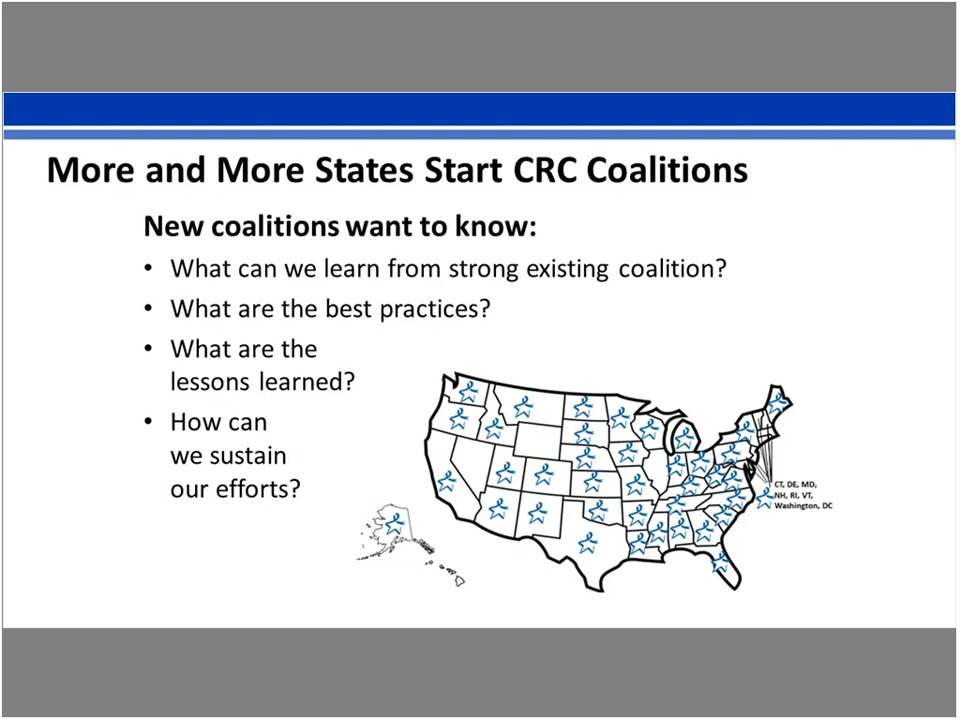 More and More States Start CRC Coalitions
New coalitions want to know:
• What can we learn from strong existing coalition?
• What are the best practices?
• What are the
lessons learned?
• How can
we sustain
our efforts?
CT, DE, MD,
NH, RI, VT,
Washington, DC